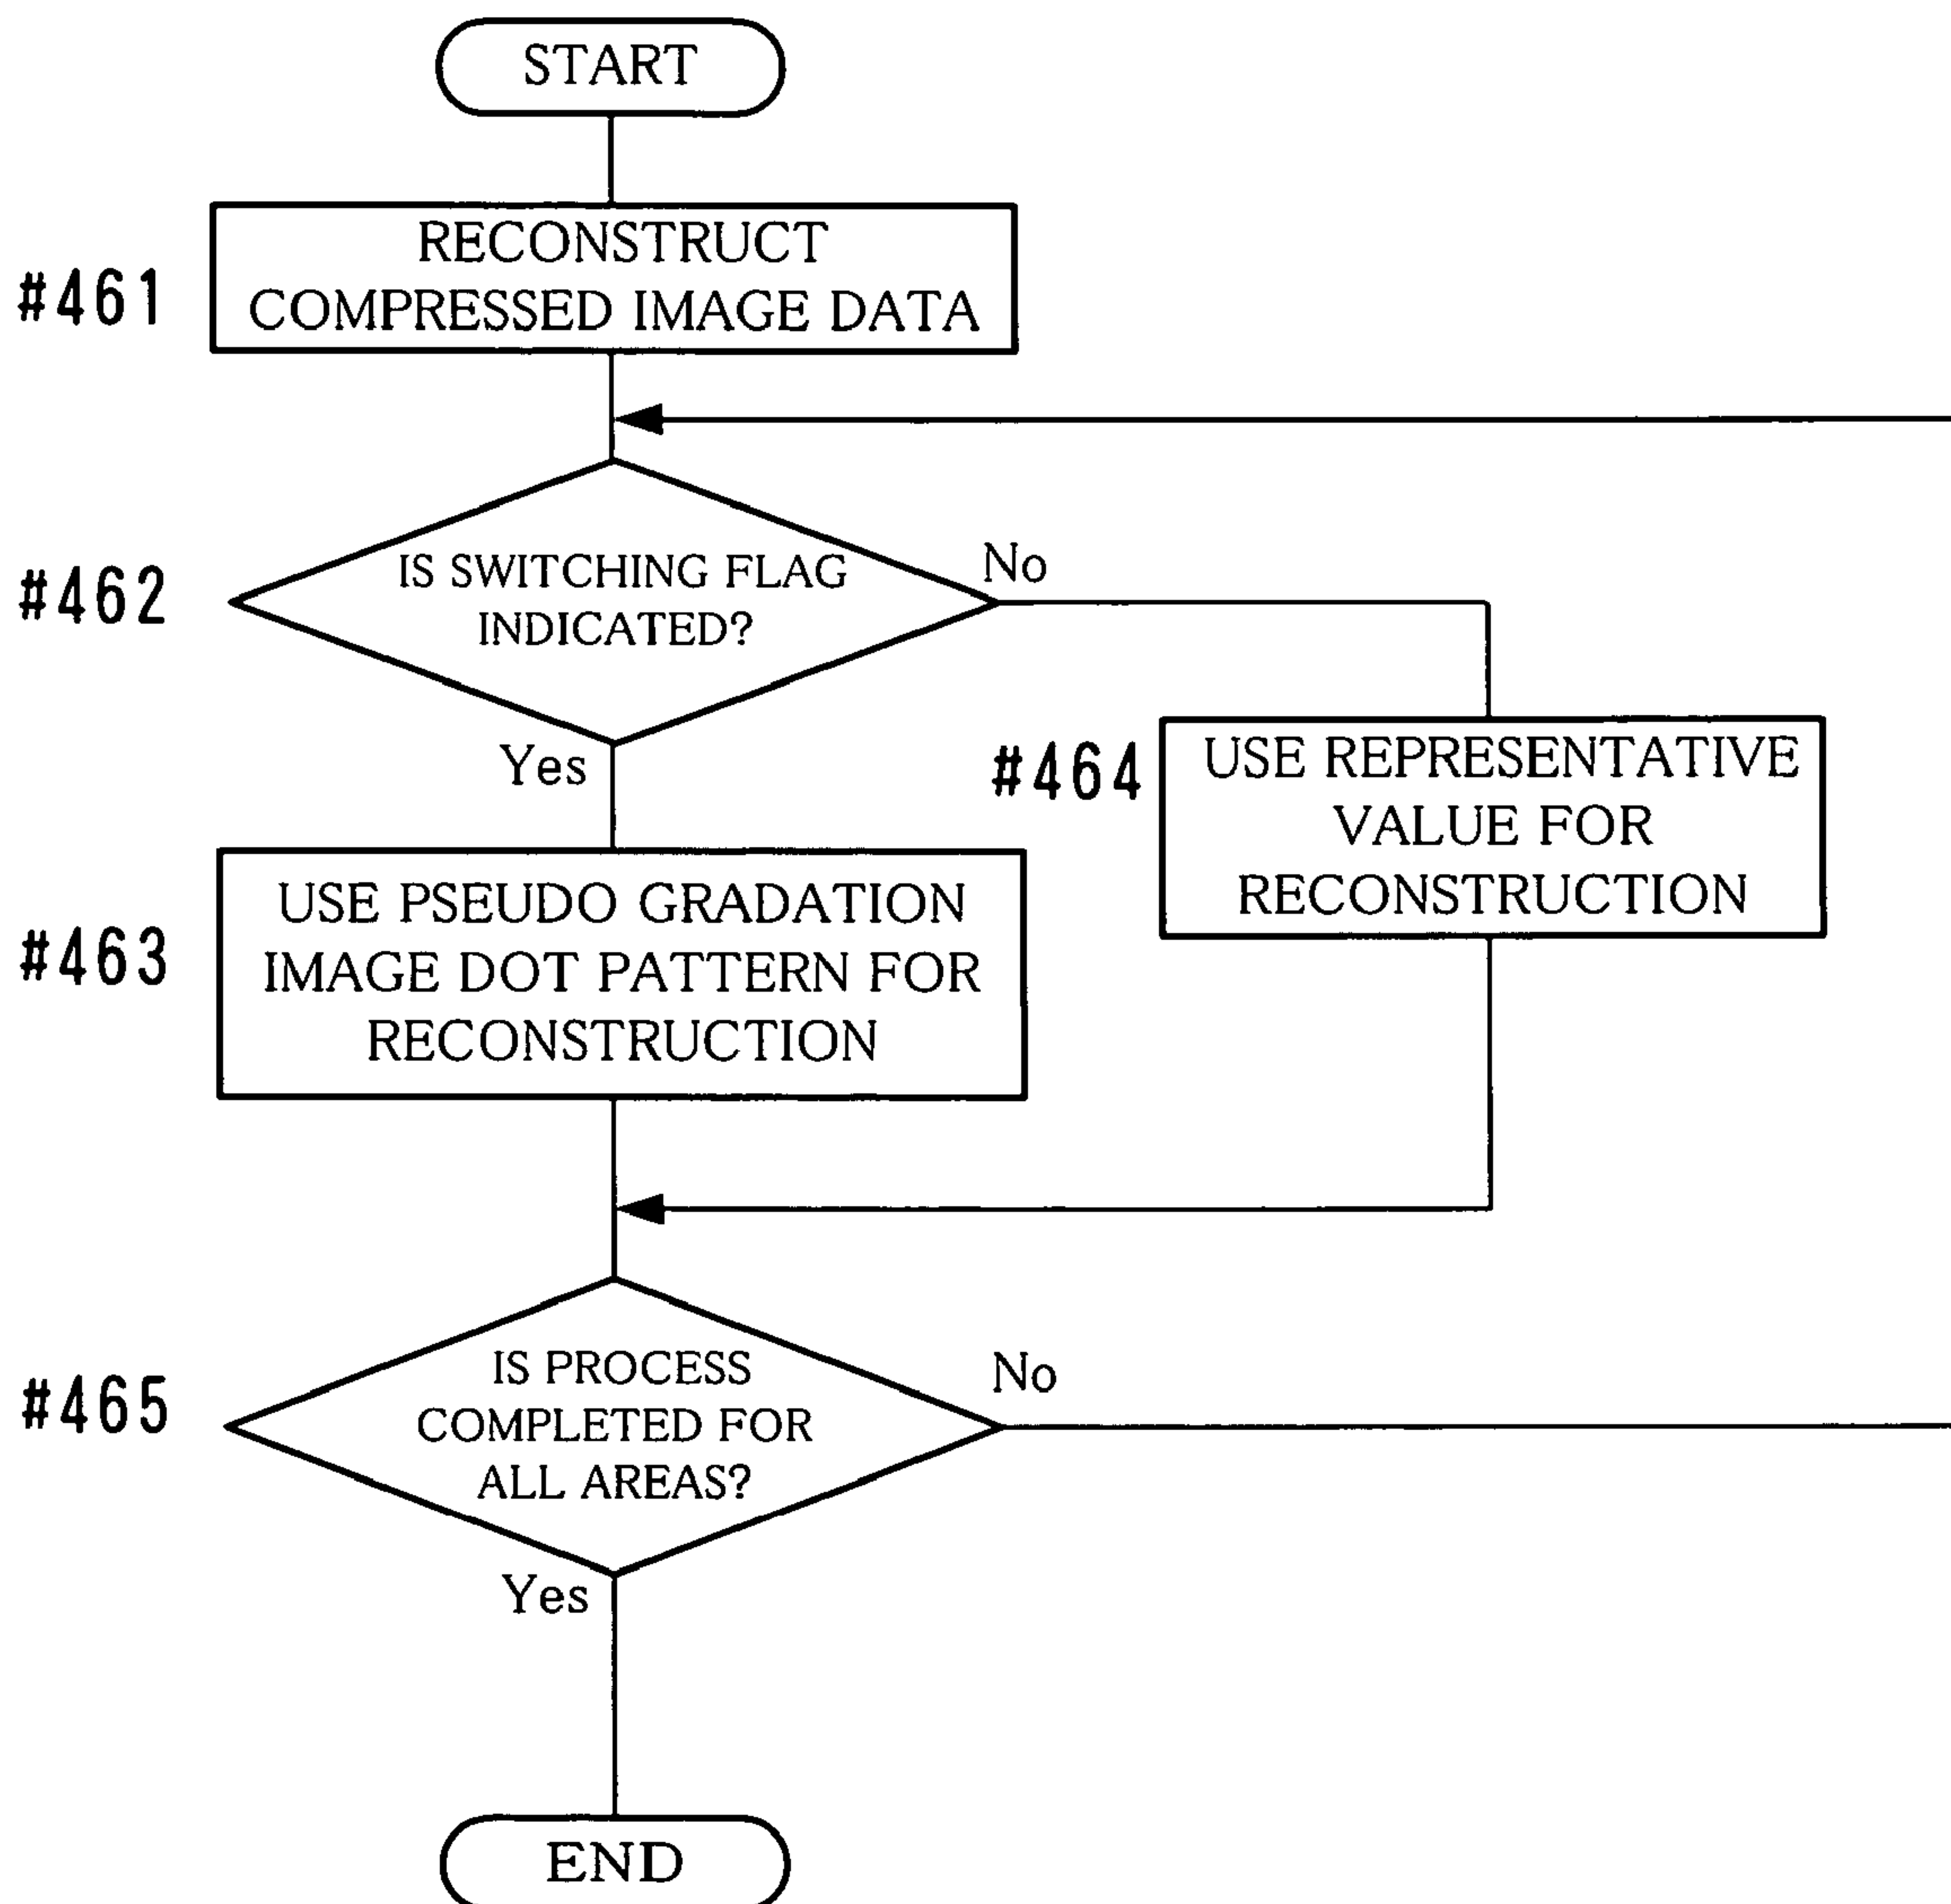 START
#461
RECONSTRUCT
COMPRESSED IMAGE DATA
#462
IS SWITCHING FLAG
INDICATED?
No
Yes
#464
USE REPRESENTATIVE
VALUE FOR
RECONSTRUCTION
#463
USE PSEUDO GRADATION
IMAGE DOT PATTERN FOR
RECONSTRUCTION
#465
IS PROCESS
COMPLETED FOR
ALL AREAS?
No
Yes
END